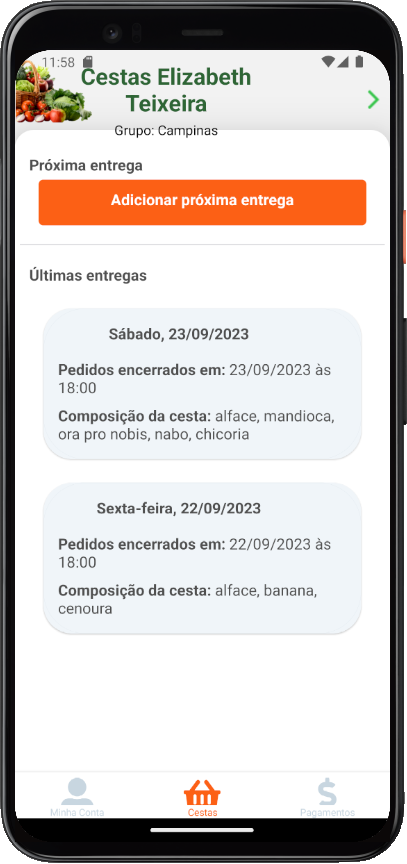 11:58
Cestas Elizabeth
Teixeira
Grupo: Campinas
Próxima entrega
Adicionar próxima entrega
Últimas entregas
Sábado, 23/09/2023
Pedidos encerrados em: 23/09/2023 às
18:00
Composição da cesta: alface, mandioca,
ora pro nobis, nabo, chicoria
Sexta-feira, 22/09/2023
Pedidos encerrados em: 22/09/2023 às
18:00
Composição da cesta: alface, banana,
cenoura
Minha Conta
Cestas
Pagamentos